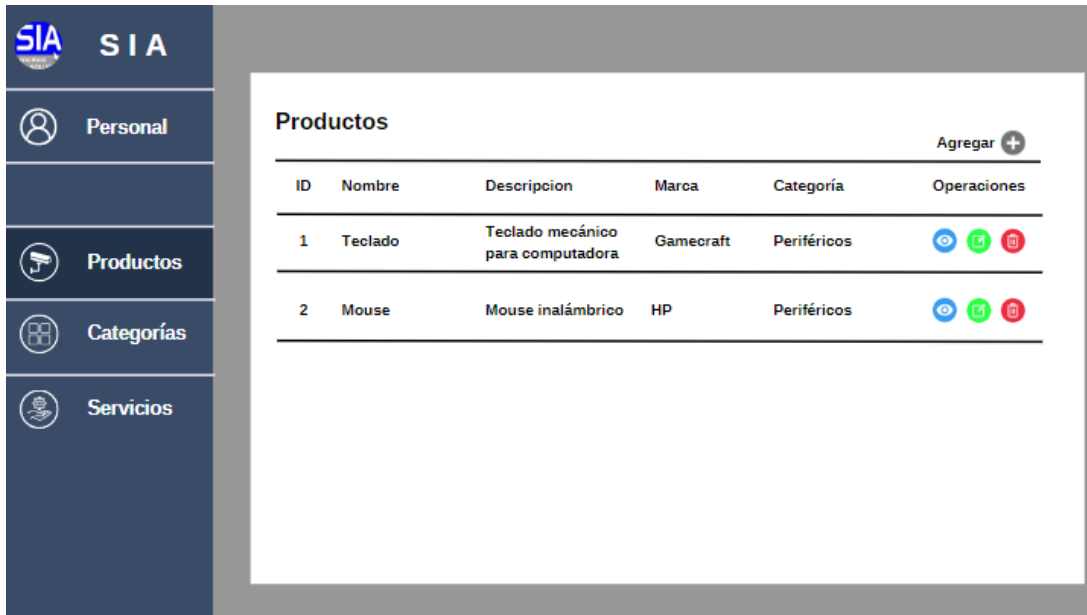 SIA
S I A
Personal
Productos
Categorías
Servicios
Productos
Agregar
ID Nombre Descripcion Marca Categoría Operaciones
1 Teclado Teclado mecánico para computadora Gamecraft Periféricos
2 Mouse Mouse inalámbrico HP Periféricos